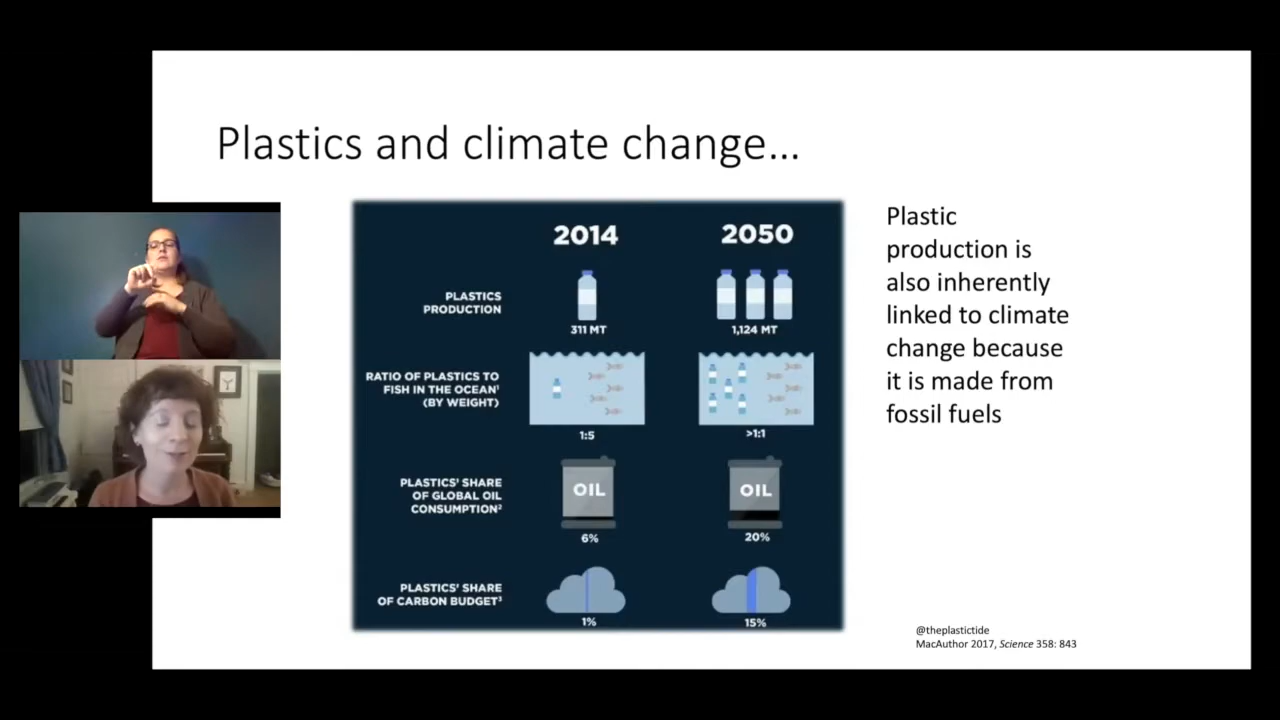 Plastics and climate change...
2014 2050
PLASTICS
PRODUCTION
311 MT 1,124 MT
RATIO OF PLASTICS TO
FISH IN THE OCEAN¹
(BY WEIGHT)
1:5 >1:1
PLASTICS' SHARE
OF GLOBAL OIL
CONSUMPTION²
OIL OIL
6% 20%
PLASTICS' SHARE
OF CARBON BUDGET³
1% 15%
Plastic
production is
also inherently
linked to climate
change because
it is made from
fossil fuels
@theplastictide
MacAuthor 2017, Science 358: 843